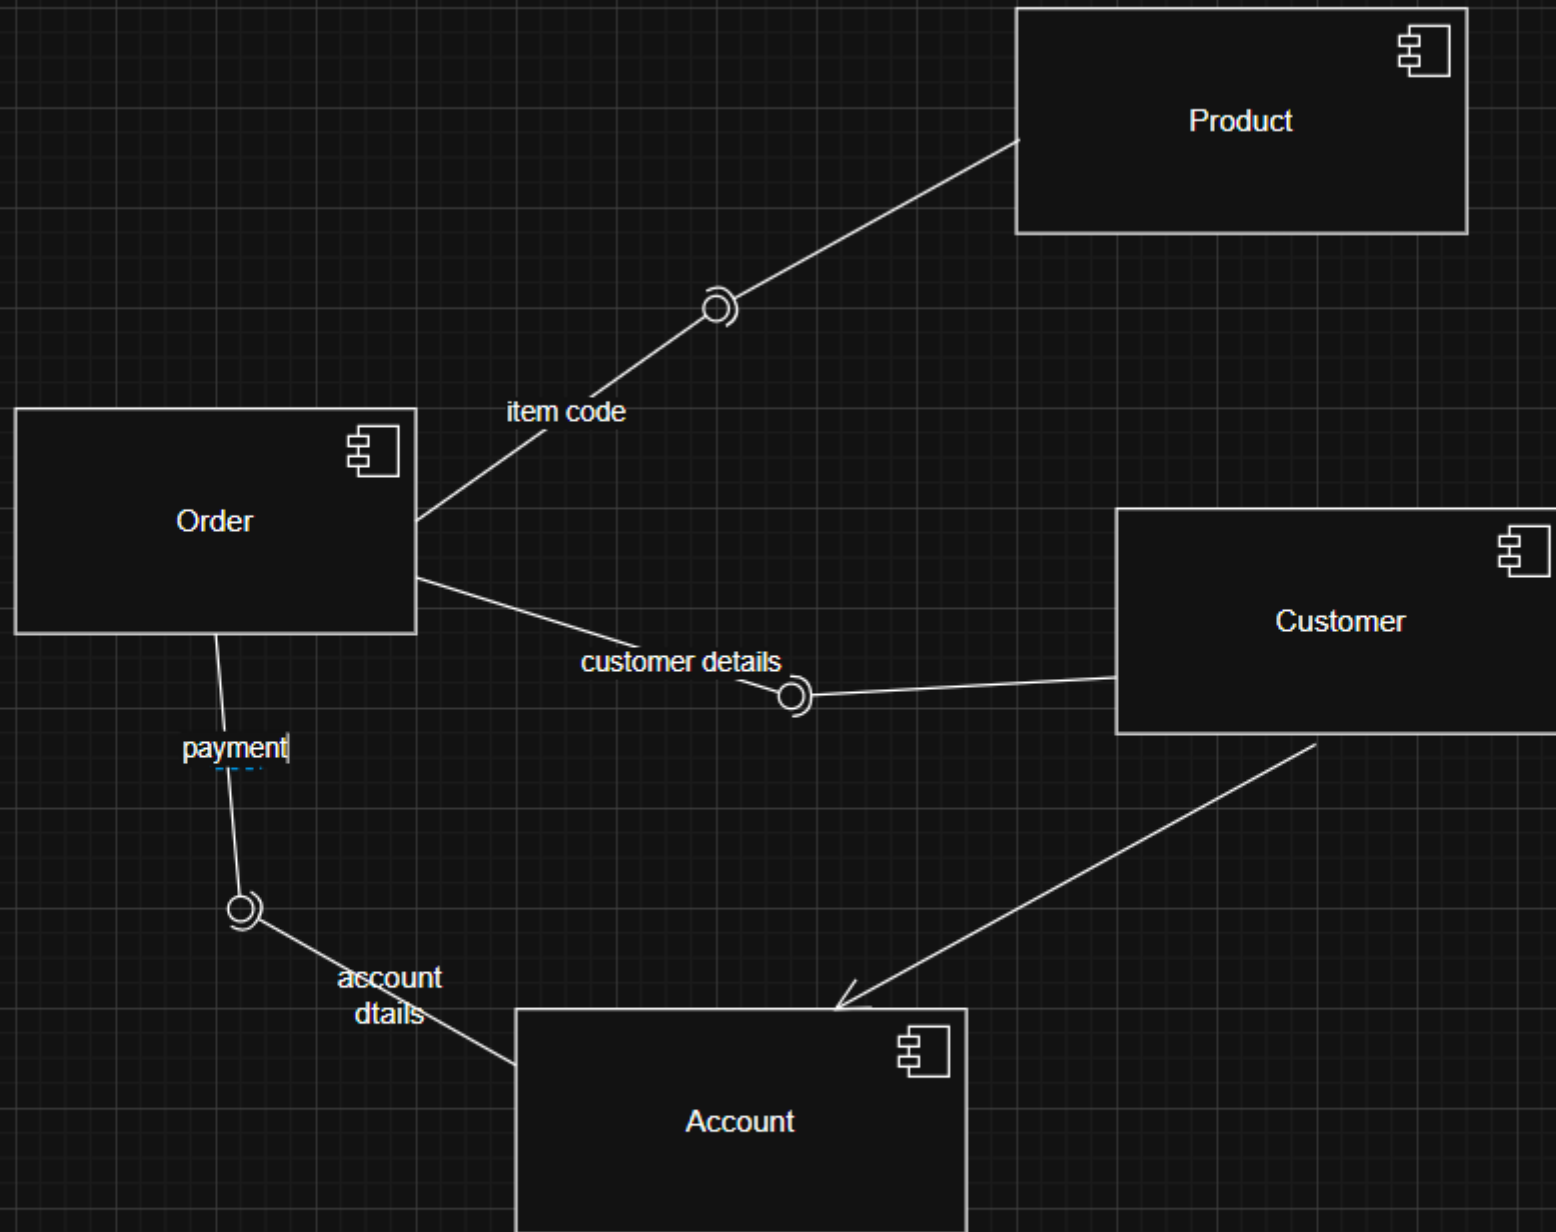 Product
item code
Order
Customer
customer details
payment
account
dtails
Account